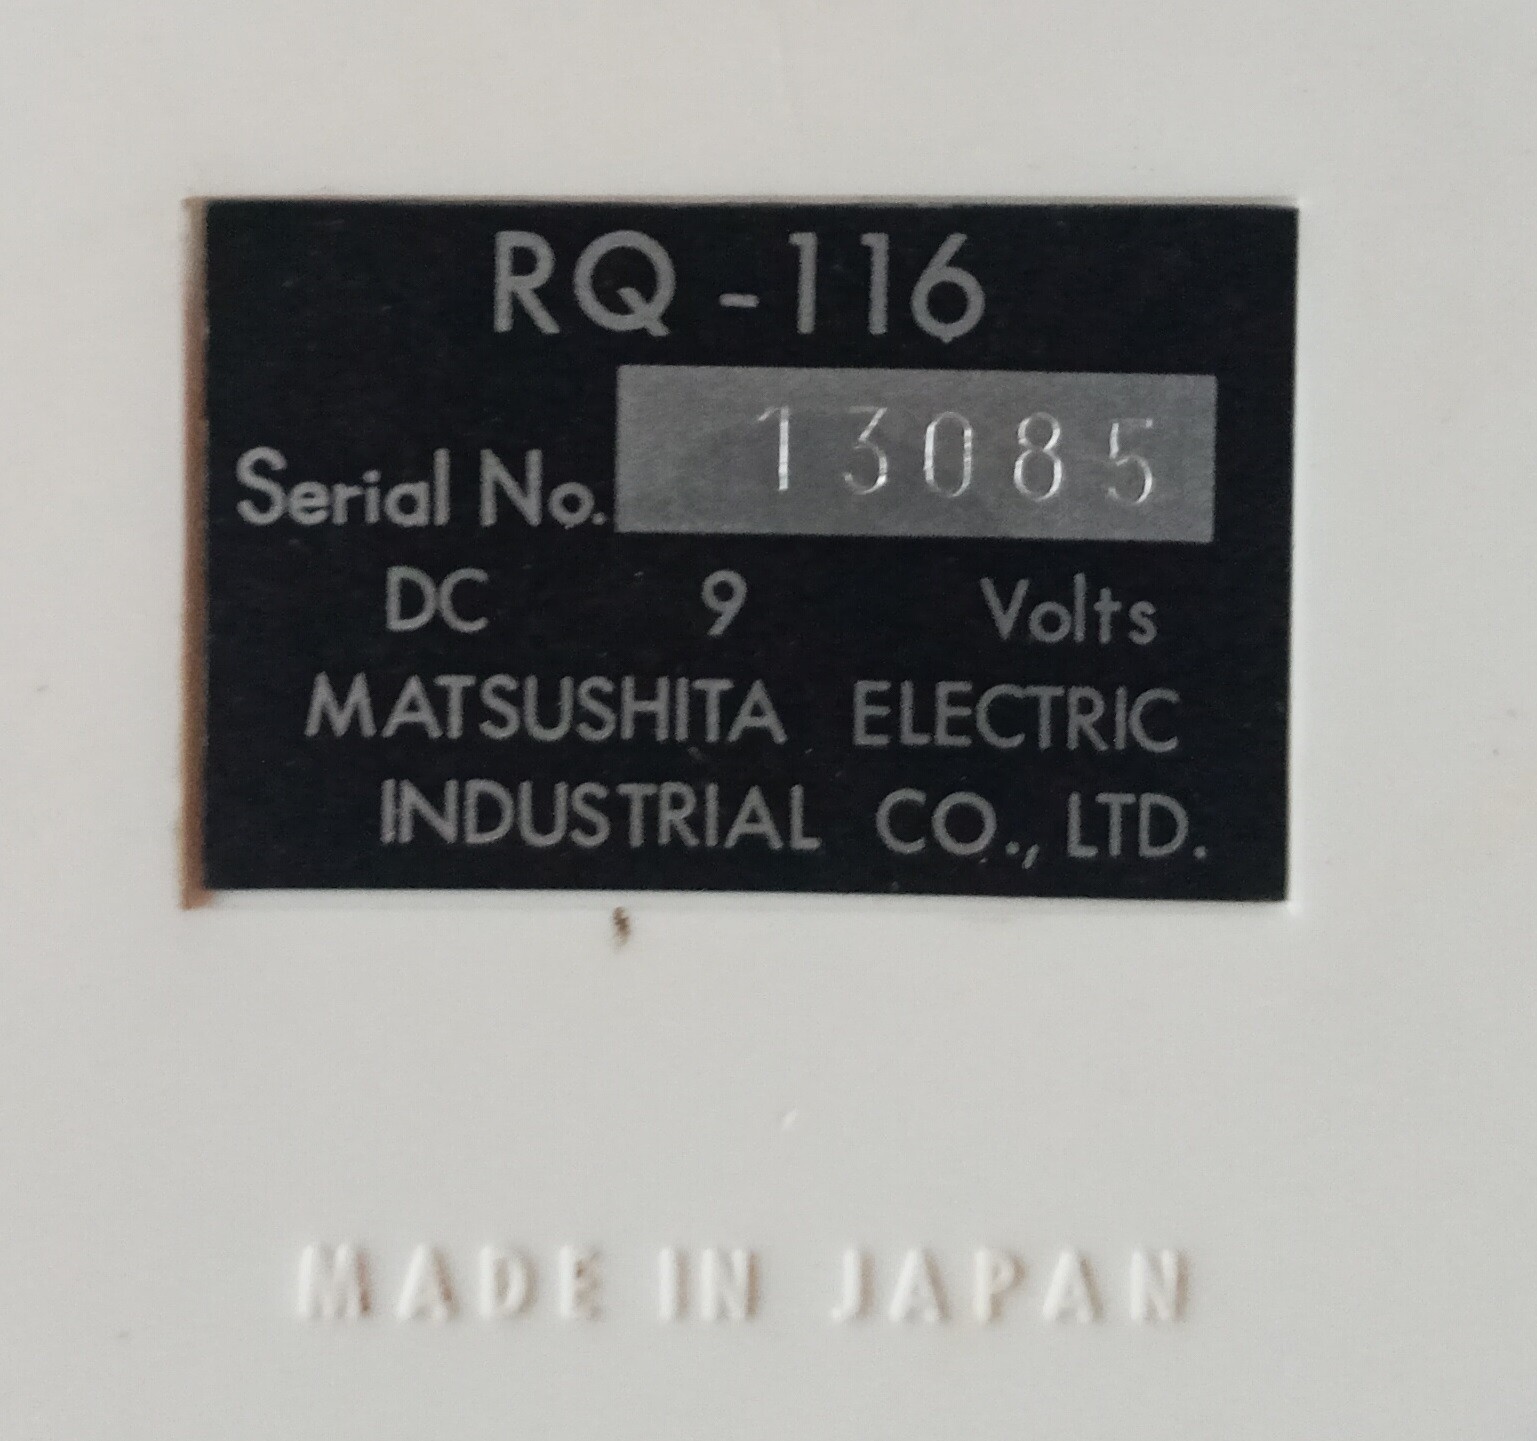 RQ-116
Serial No. 13085
DC 9 Volts
MATSUSHITA ELECTRIC
INDUSTRIAL CO., LTD.
MADE IN JAPAN